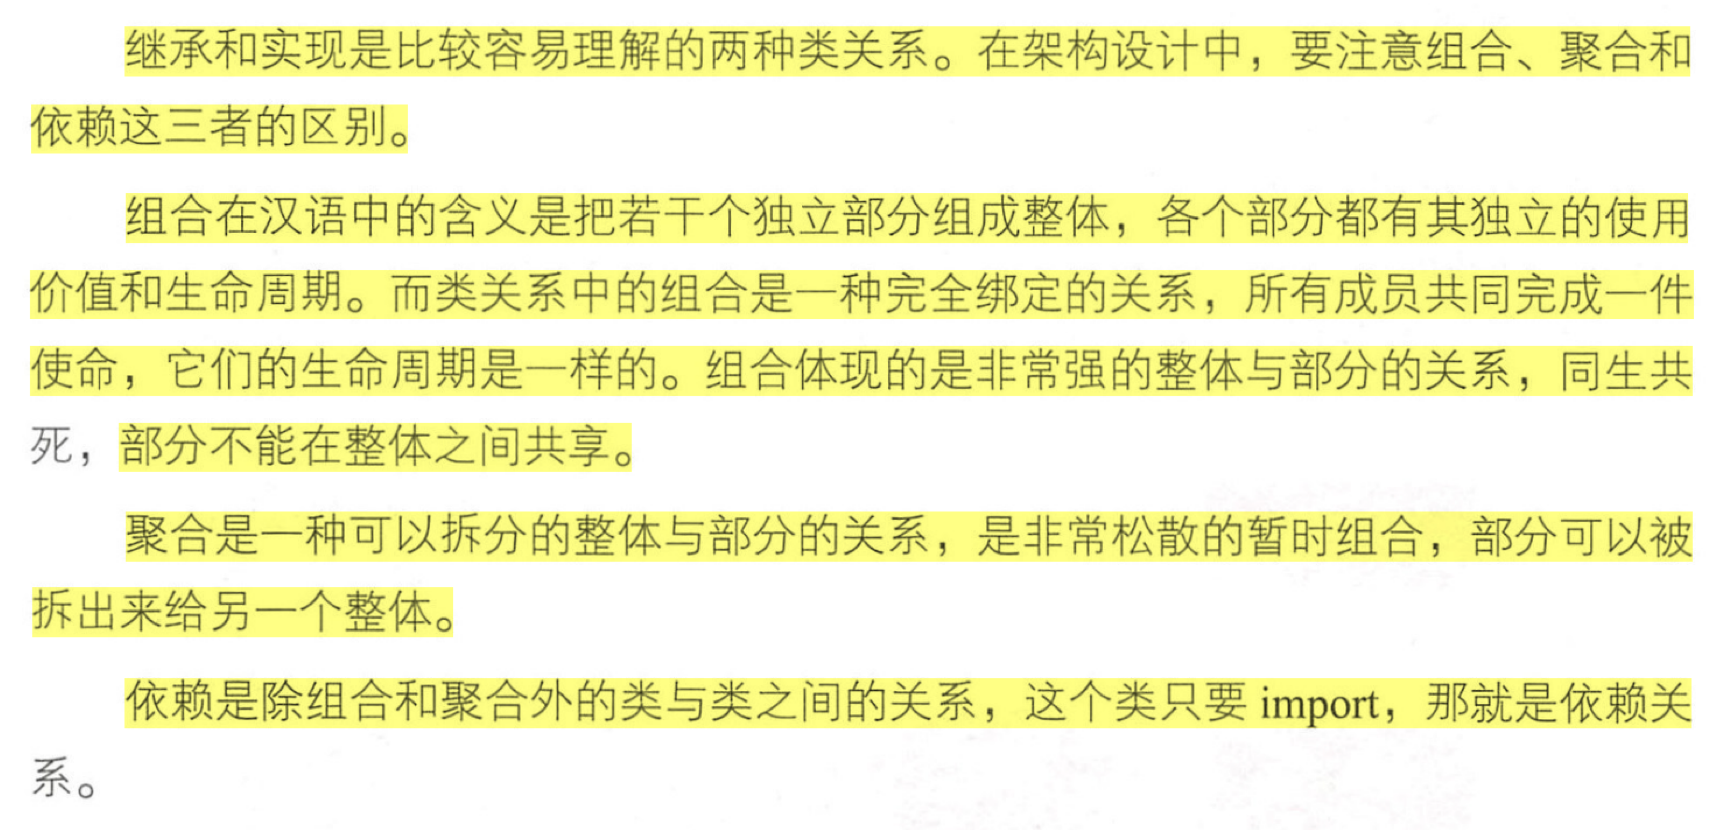 继承和实现是比较容易理解的两种类关系。在架构设计中，要注意组合、聚合和
依赖这三者的区别。
组合在汉语中的含义是把若干个独立部分组成整体，各个部分都有其独立的使用
价值和生命周期。而类关系中的组合是一种完全绑定的关系，所有成员共同完成一件
使命，它们的生命周期是一样的。组合体现的是非常强的整体与部分的关系，同生共
死，部分不能在整体之间共享。
聚合是一种可以拆分的整体与部分的关系，是非常松散的暂时组合，部分可以被
拆出来给另一个整体。
依赖是除组合和聚合外的类与类之间的关系，这个类只要 import，那就是依赖关
系。